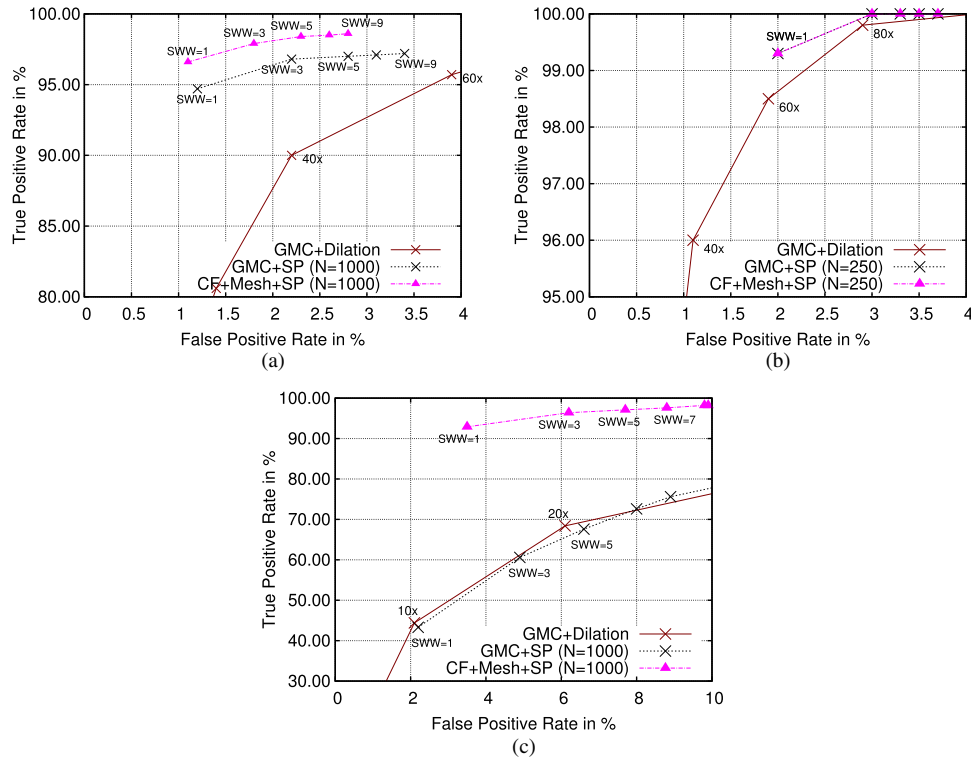 100.00
95.00
90.00
85.00
80.00
True Positive Rate in %
SWW=1
SWW=3
SWW=5
SWW=9
SWW=1
SWW=3
SWW=5
SWW=9
60x
40x
GMC+Dilation
GMC+SP (N=1000)
CF+Mesh+SP (N=1000)
0 0.5 1 1.5 2 2.5 3 3.5 4
False Positive Rate in %
(a)
100.00
99.00
98.00
97.00
96.00
95.00
True Positive Rate in %
SWW=1
80x
60x
40x
GMC+Dilation
GMC+SP (N=250)
CF+Mesh+SP (N=250)
0 0.5 1 1.5 2 2.5 3 3.5 4
False Positive Rate in %
(b)
100.00
90.00
80.00
70.00
60.00
50.00
40.00
30.00
True Positive Rate in %
SWW=1
SWW=3
SWW=5
SWW=7
20x
SWW=5
SWW=3
10x
SWW=1
GMC+Dilation
GMC+SP (N=1000)
CF+Mesh+SP (N=1000)
0 2 4 6 8 10
False Positive Rate in %
(c)